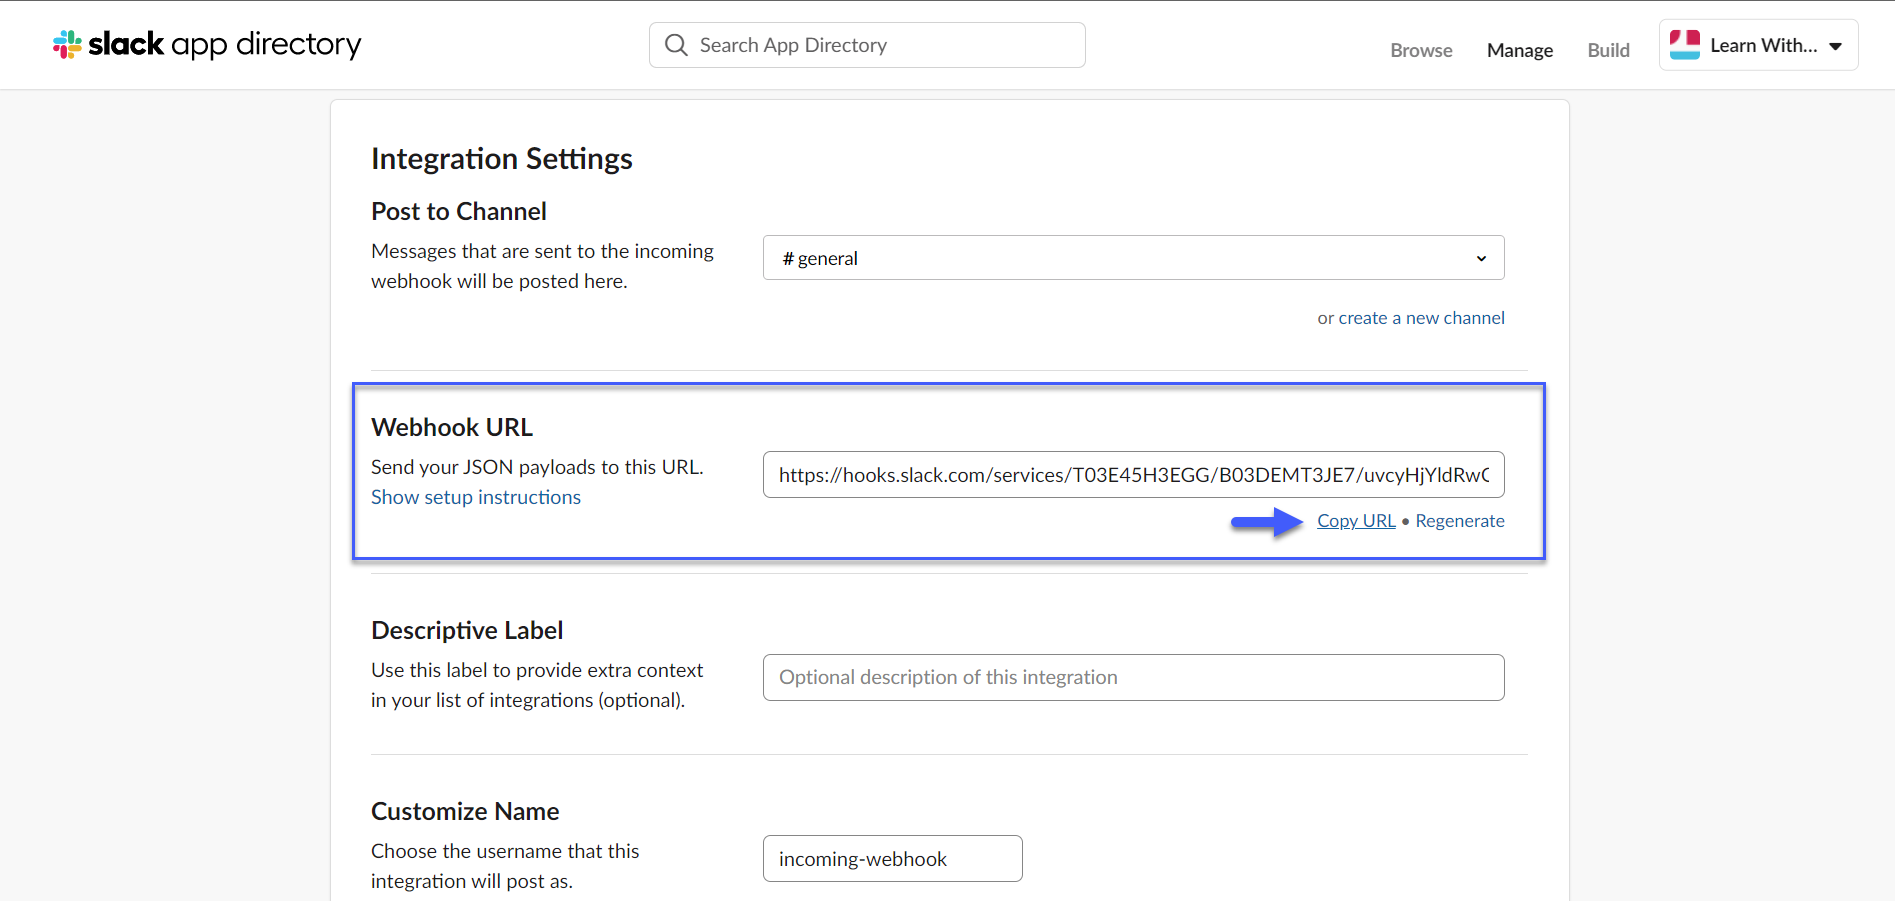 slack app directory
Search App Directory
Browse
Manage
Build
Learn With...
Integration Settings
Post to Channel
Messages that are sent to the incoming
webhook will be posted here.
# general
or create a new channel
Webhook URL
Send your JSON payloads to this URL.
Show setup instructions
https://hooks.slack.com/services/T03E45H3EGG/B03DEMT3JE7/uvcyHjYldRwC
Copy URL • Regenerate
Descriptive Label
Use this label to provide extra context
in your list of integrations (optional).
Optional description of this integration
Customize Name
Choose the username that this
integration will post as.
incoming-webhook